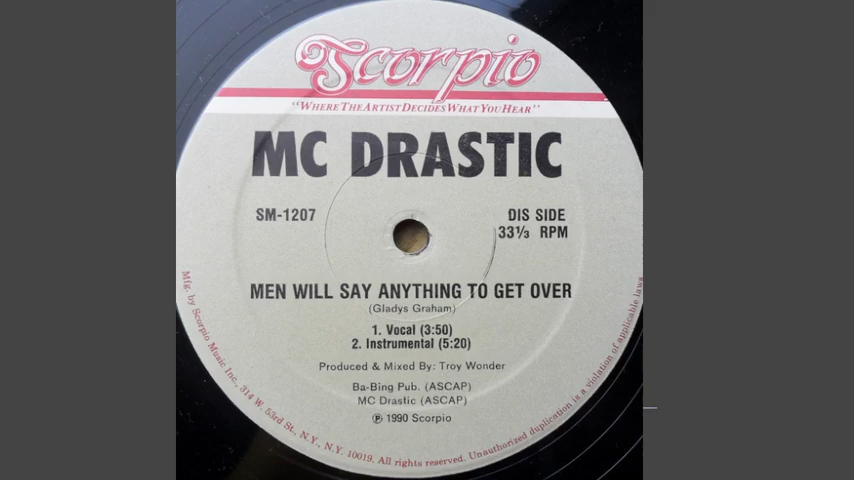 Scorpio
"WHERE THE ARTIST DECIDES WHAT YOU HEAR"
MC DRASTIC
SM-1207
DIS SIDE
33⅓ RPM
MEN WILL SAY ANYTHING TO GET OVER
(Gladys Graham)
1. Vocal (3:50)
2. Instrumental (5:20)
Produced & Mixed By: Troy Wonder
Ba-Bing Pub. (ASCAP)
MC Drastic (ASCAP)
℗ 1990 Scorpio
Mfg. by Scorpio Music Inc., 314 W. 53rd St., N.Y., N.Y. 10019. All rights reserved. Unauthorized duplication is a violation of applicable laws